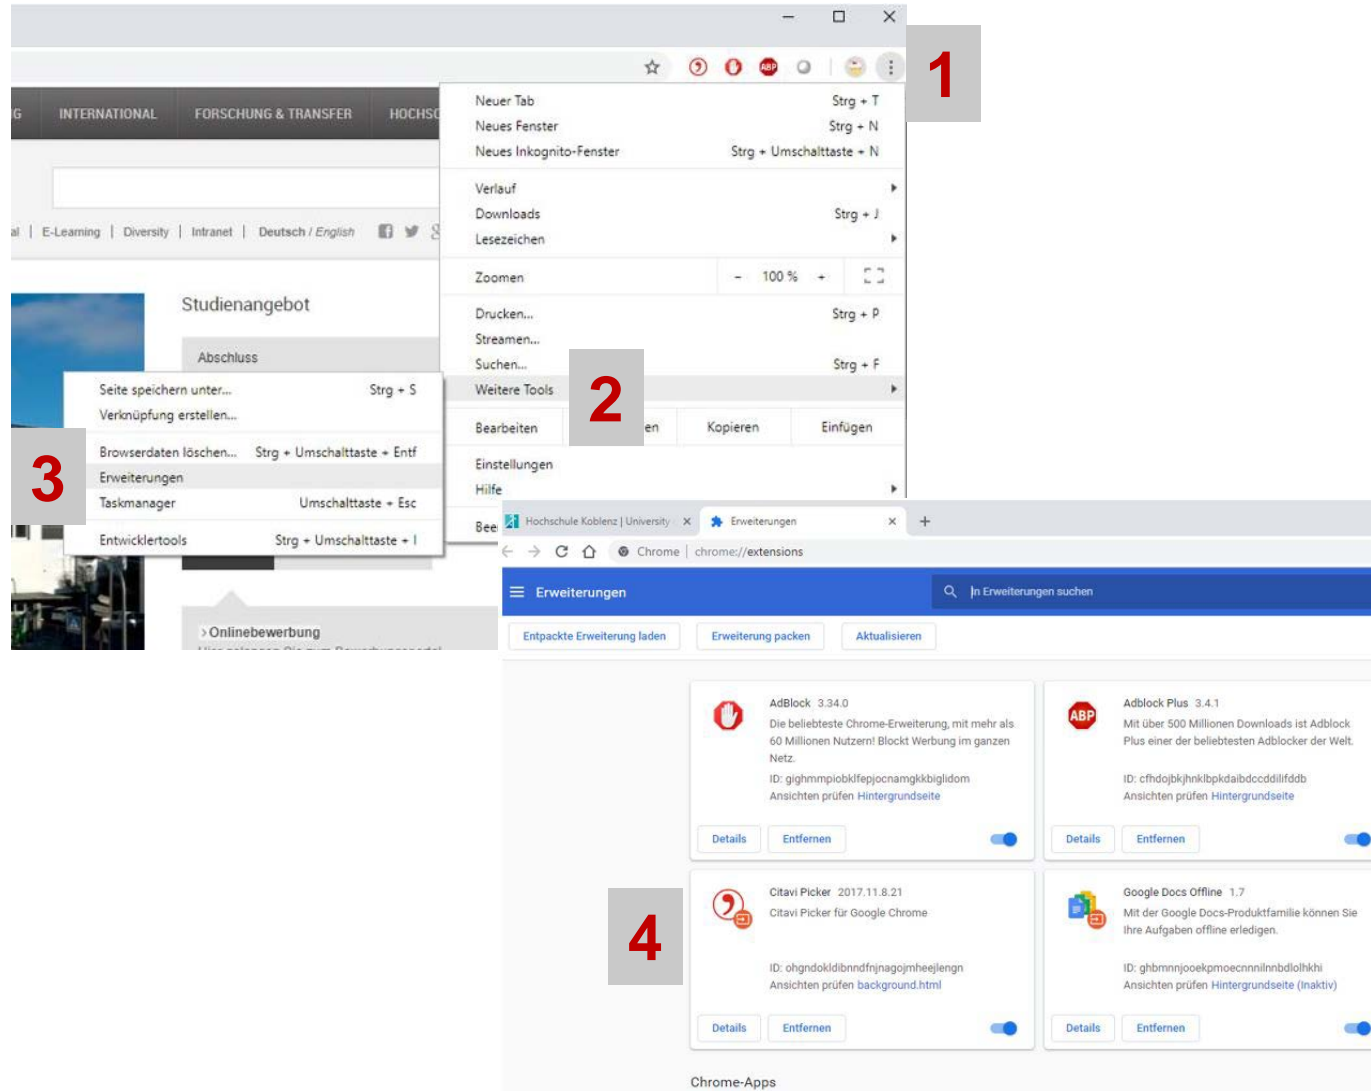 1
G INTERNATIONAL FORSCHUNG & TRANSFER HOCHSC
al | E-Learning | Diversity | Intranet | Deutsch / English
Studienangebot
Abschluss
> Onlinebewerbung
Neuer Tab Strg + T
Neues Fenster Strg + N
Neues Inkognito-Fenster Strg + Umschalttaste + N
Verlauf
Downloads Strg + J
Lesezeichen
Zoomen - 100 % +
Drucken... Strg + P
Streamen...
Suchen... Strg + F
Weitere Tools
2
Bearbeiten en Kopieren Einfügen
Einstellungen
Hilfe
Bee
Seite speichern unter... Strg + S
Verknüpfung erstellen...
3
Browserdaten löschen... Strg + Umschalttaste + Entf
Erweiterungen
Taskmanager Umschalttaste + Esc
Entwicklertools Strg + Umschalttaste + I
Hochschule Koblenz | University × Erweiterungen × +
Chrome | chrome://extensions
Erweiterungen In Erweiterungen suchen
Entpackte Erweiterung laden Erweiterung packen Aktualisieren
AdBlock 3.34.0
Die beliebteste Chrome-Erweiterung, mit mehr als
60 Millionen Nutzern! Blockt Werbung im ganzen
Netz.
ID: gighmmpiobklfepjocnamgkkbiglidom
Ansichten prüfen Hintergrundseite
Details Entfernen
ABP
Adblock Plus 3.4.1
Mit über 500 Millionen Downloads ist Adblock
Plus einer der beliebtesten Adblocker der Welt.
ID: cfhdojbkjhnklbpkdaibdccddilifddb
Ansichten prüfen Hintergrundseite
Details Entfernen
4
Citavi Picker 2017.11.8.21
Citavi Picker für Google Chrome
ID: ohgndokldibnndfnjnagojmheejlengn
Ansichten prüfen background.html
Details Entfernen
Google Docs Offline 1.7
Mit der Google Docs-Produktfamilie können Sie
Ihre Aufgaben offline erledigen.
ID: ghbmnnjooekpmoecnnnilnnbdlolhkhi
Ansichten prüfen Hintergrundseite (Inaktiv)
Details Entfernen
Chrome-Apps